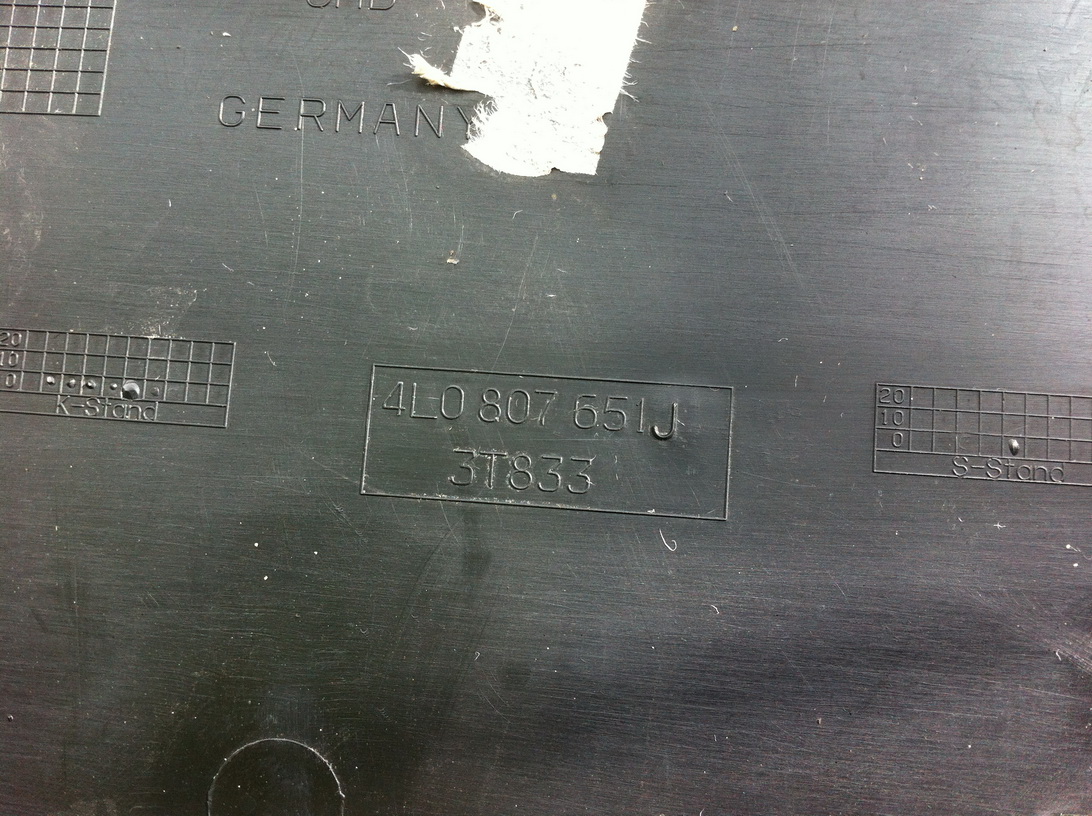 GERMANY
20
10
0
K-Stand
4L0 807 651J
3T833
20
10
0
S-Stand